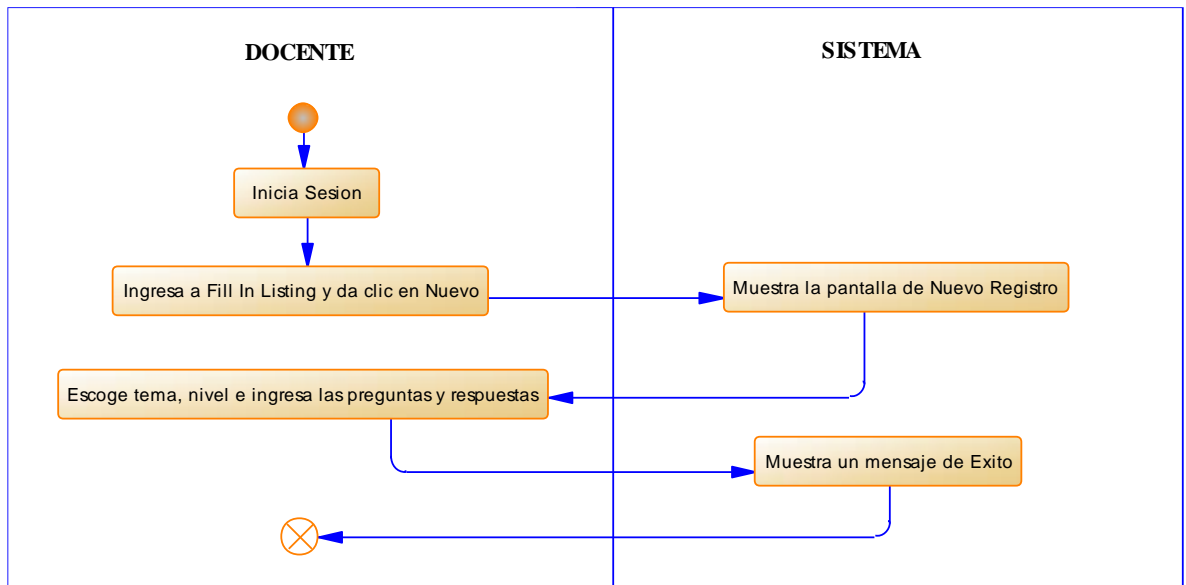 DOCENTE
SISTEMA
Inicia Sesion
Ingresa a Fill In Listing y da clic en Nuevo
Muestra la pantalla de Nuevo Registro
Escoge tema, nivel e ingresa las preguntas y respuestas
Muestra un mensaje de Exito